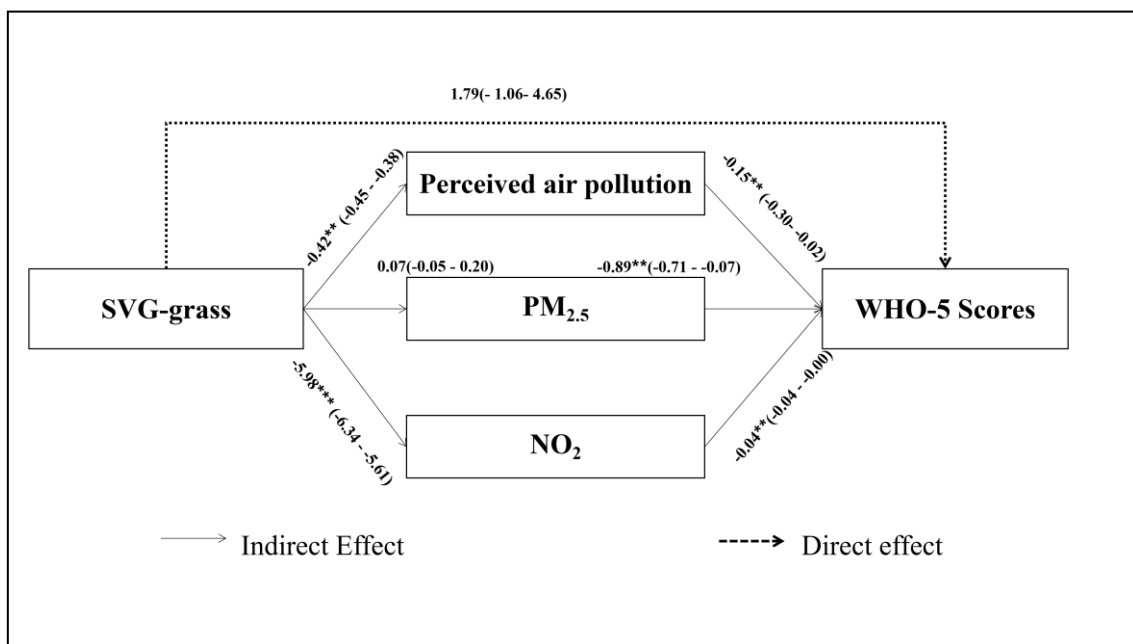 1.79(- 1.06- 4.65)
-0.42** (-0.45 - -0.38)
Perceived air pollution
-0.15** (-0.30- -0.02)
0.07(-0.05 - 0.20)
-0.89**(-0.71 - -0.07)
SVG-grass
PM2.5
WHO-5 Scores
-5.98*** (-6.34 - -5.61)
NO2
-0.04**(-0.04 - -0.00)
Indirect Effect
Direct effect